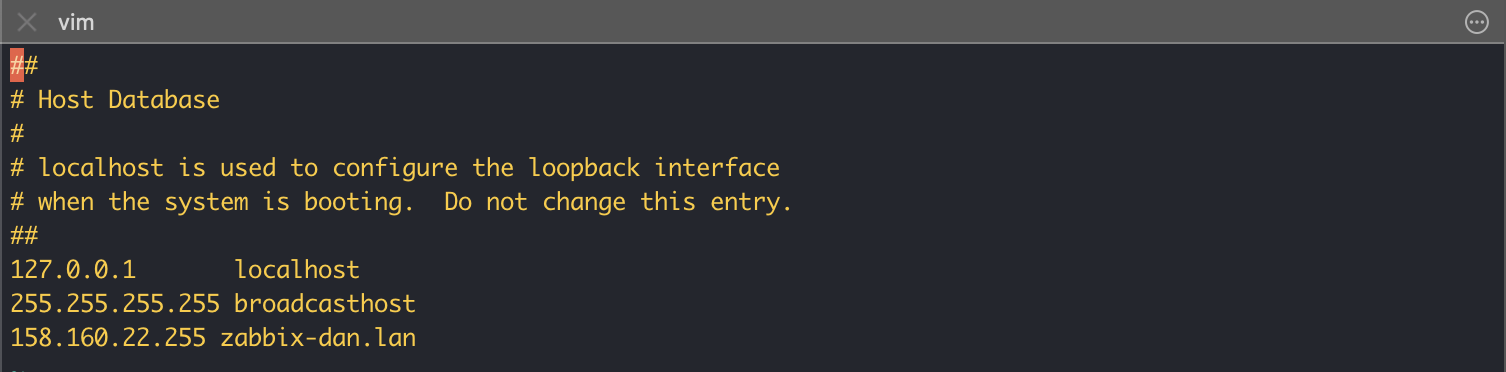 vim
##
# Host Database
#
# localhost is used to configure the loopback interface
# when the system is booting.  Do not change this entry.
##
127.0.0.1       localhost
255.255.255.255 broadcasthost
158.160.22.255 zabbix-dan.lan